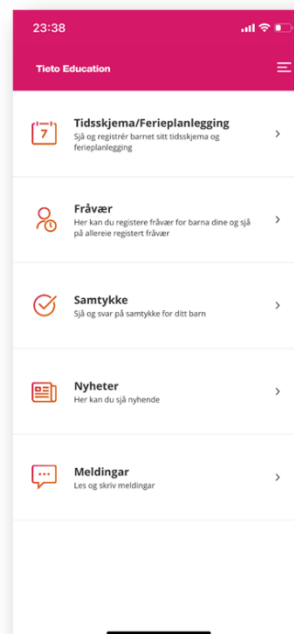 23:38
Tieto Education
7
Tidsskjema/Ferieplanlegging
Sjå og registrér barnet sitt tidsskjema og
ferieplanlegging
Fråvær
Her kan du registere fråvær for barna dine og sjå
på allereie registert fråvær
Samtykke
Sjå og svar på samtykke for ditt barn
Nyheter
Her kan du sjå nyhende
Meldingar
Les og skriv meldingar